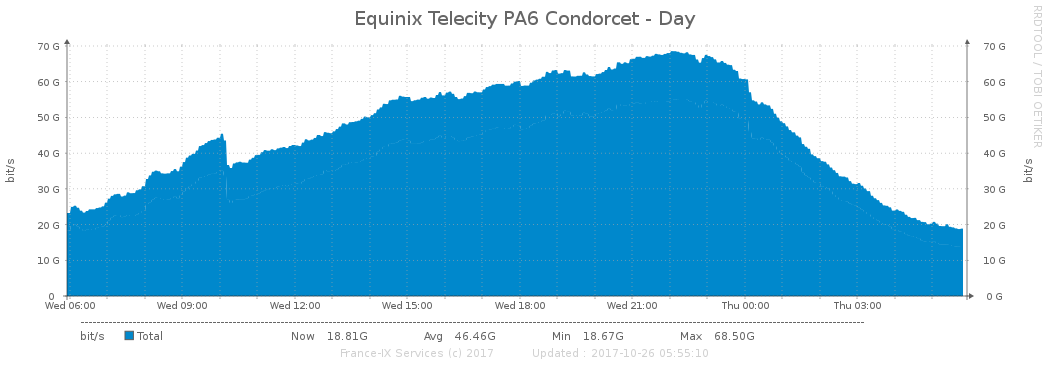 Equinix Telecity PA6 Condorcet - Day
RRDTOOL / TOBI OETIKER
70 G 70 G
60 G 60 G
50 G 50 G
40 G 40 G
30 G 30 G
20 G 20 G
10 G 10 G
0 0 G
bit/s bit/s
Wed 06:00 Wed 09:00 Wed 12:00 Wed 15:00 Wed 18:00 Wed 21:00 Thu 00:00 Thu 03:00
bit/s Total Now 18.81G Avg 46.46G Min 18.67G Max 68.50G
France-IX Services (c) 2017 Updated : 2017-10-26 05:55:10